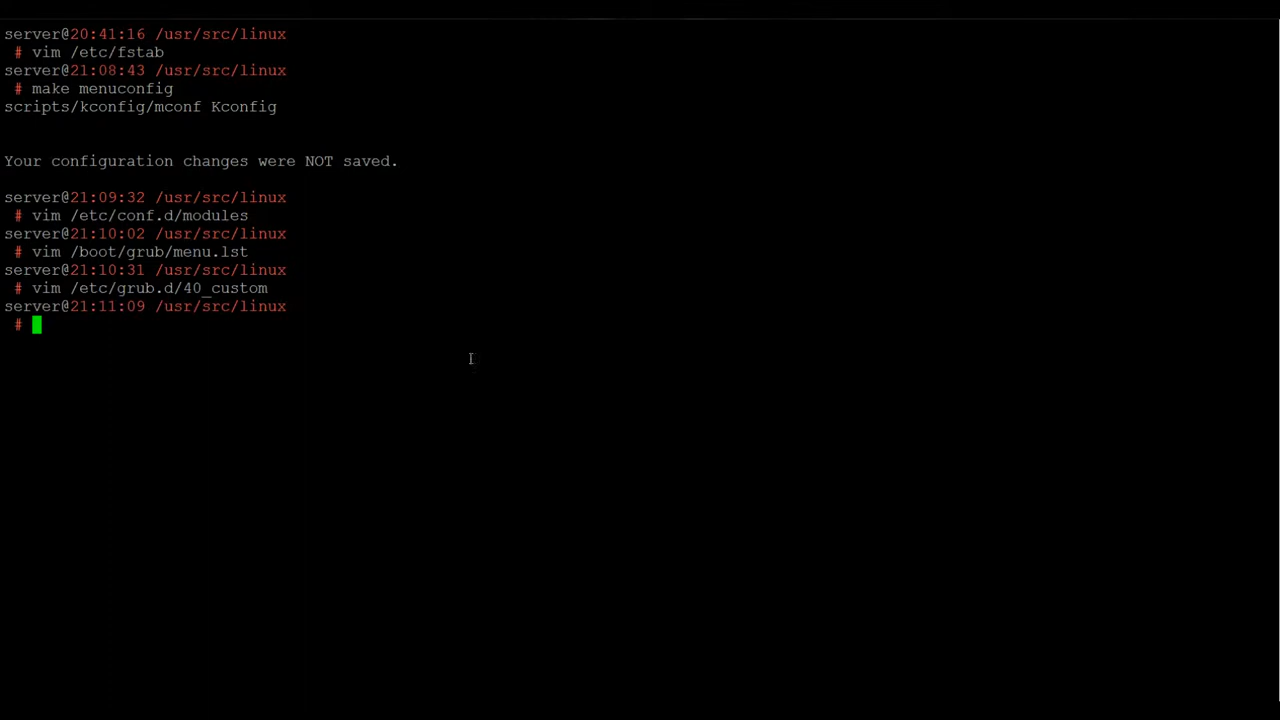 server@20:41:16 /usr/src/linux
# vim /etc/fstab
server@21:08:43 /usr/src/linux
# make menuconfig
scripts/kconfig/mconf Kconfig
Your configuration changes were NOT saved.
server@21:09:32 /usr/src/linux
# vim /etc/conf.d/modules
server@21:10:02 /usr/src/linux
# vim /boot/grub/menu.lst
server@21:10:31 /usr/src/linux
# vim /etc/grub.d/40_custom
server@21:11:09 /usr/src/linux
#